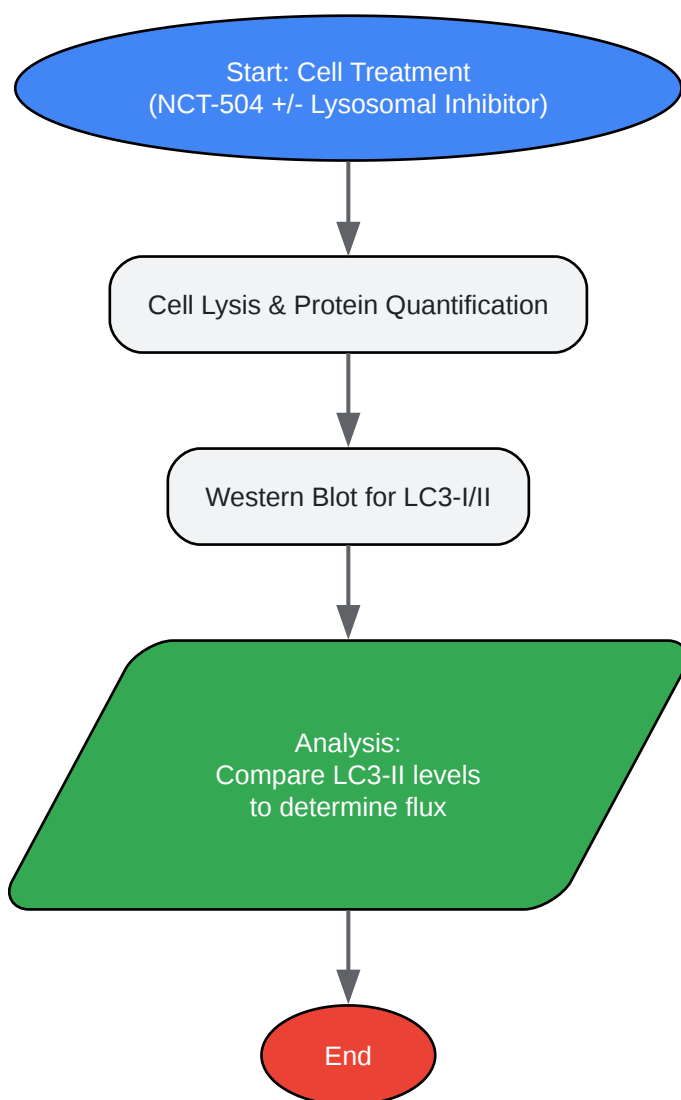 Start: Cell Treatment
(NCT-504 +/- Lysosomal Inhibitor)
Cell Lysis & Protein Quantification
Western Blot for LC3-I/II
Analysis:
Compare LC3-II levels
to determine flux
End